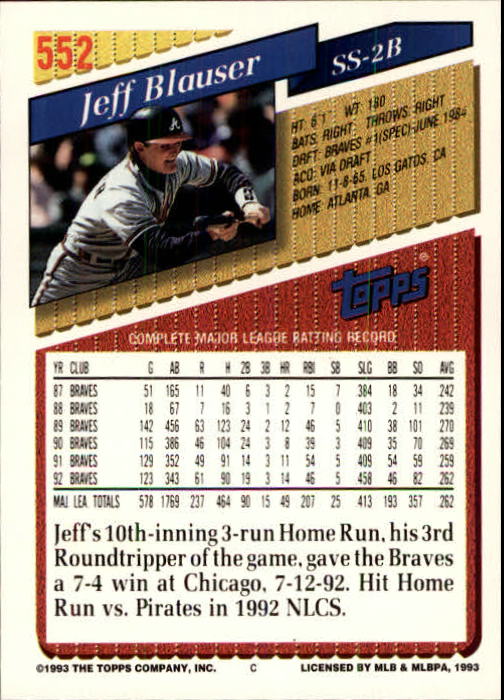 552
Jeff Blauser
SS-2B
HT: 6'1" WT: 180
BATS: RIGHT THROWS: RIGHT
DRFT: BRAVES #1(SPEC)-JUNE 1984
ACQ: VIA DRAFT
BORN: 11-8-65, LOS GATOS, CA
HOME: ATLANTA, GA
TOPPS®
COMPLETE MAJOR LEAGUE BATTING RECORD
YR CLUB G AB R H 2B 3B HR RBI SB SLG BB SO AVG
87 BRAVES 51 165 11 40 6 3 2 15 7 .384 18 34 .242
88 BRAVES 18 67 7 16 3 1 2 7 0 .403 2 11 .239
89 BRAVES 142 456 63 123 24 2 12 46 5 .410 38 101 .270
90 BRAVES 115 386 46 104 24 3 8 39 3 .409 35 70 .269
91 BRAVES 129 352 49 91 14 3 11 54 5 .409 54 59 .259
92 BRAVES 123 343 61 90 19 3 14 46 5 .458 46 82 .262
MAJ. LEA. TOTALS 578 1769 237 464 90 15 49 207 25 .413 193 357 .262
Jeff's 10th-inning 3-run Home Run, his 3rd
Roundtripper of the game, gave the Braves
a 7-4 win at Chicago, 7-12-92. Hit Home
Run vs. Pirates in 1992 NLCS.
©1993 THE TOPPS COMPANY, INC. C LICENSED BY MLB & MLBPA, 1993